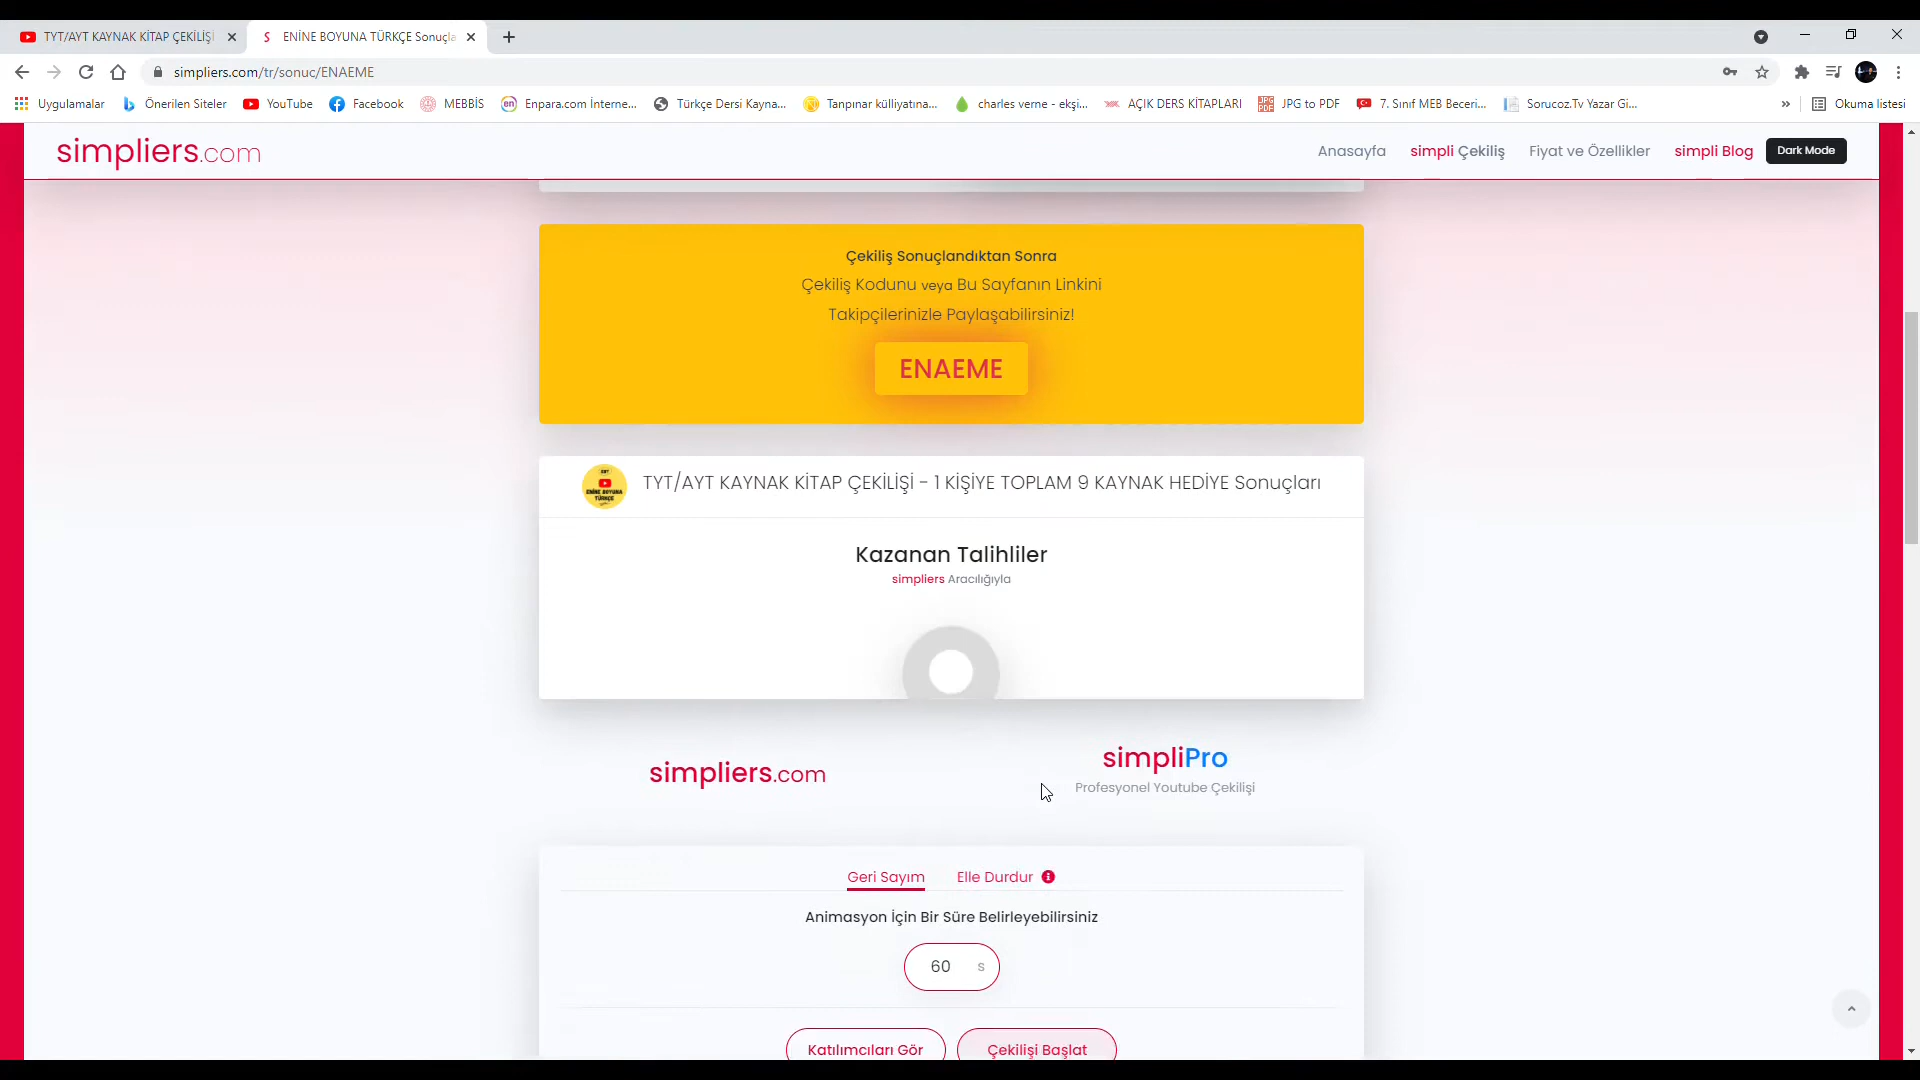 TYT/AYT KAYNAK KİTAP ÇEKİLİŞİ
ENİNE BOYUNA TÜRKÇE Sonuçla
simpliers.com/tr/sonuc/ENAEME
Uygulamalar
Önerilen Siteler
YouTube
Facebook
MEBBİS
Enpara.com İnterne...
Türkçe Dersi Kayna...
Tanpınar külliyatına...
charles verne - ekşi...
AÇIK DERS KİTAPLARI
JPG to PDF
7. Sınıf MEB Beceri...
Sorucoz.Tv Yazar Gi...
»
Okuma listesi
simpliers.com
Anasayfa
simpli Çekiliş
Fiyat ve Özellikler
simpli Blog
Dark Mode
Çekiliş Sonuçlandıktan Sonra
Çekiliş Kodunu veya Bu Sayfanın Linkini
Takipçilerinizle Paylaşabilirsiniz!
ENAEME
ENİNE BOYUNA
TÜRKÇE
TYT/AYT KAYNAK KİTAP ÇEKİLİŞİ - 1 KİŞİYE TOPLAM 9 KAYNAK HEDİYE Sonuçları
Kazanan Talihliler
simpliers Aracılığıyla
simpliers.com
simpliPro
Profesyonel Youtube Çekilişi
Geri Sayım
Elle Durdur
Animasyon İçin Bir Süre Belirleyebilirsiniz
60 s
Katılımcıları Gör
Çekilişi Başlat